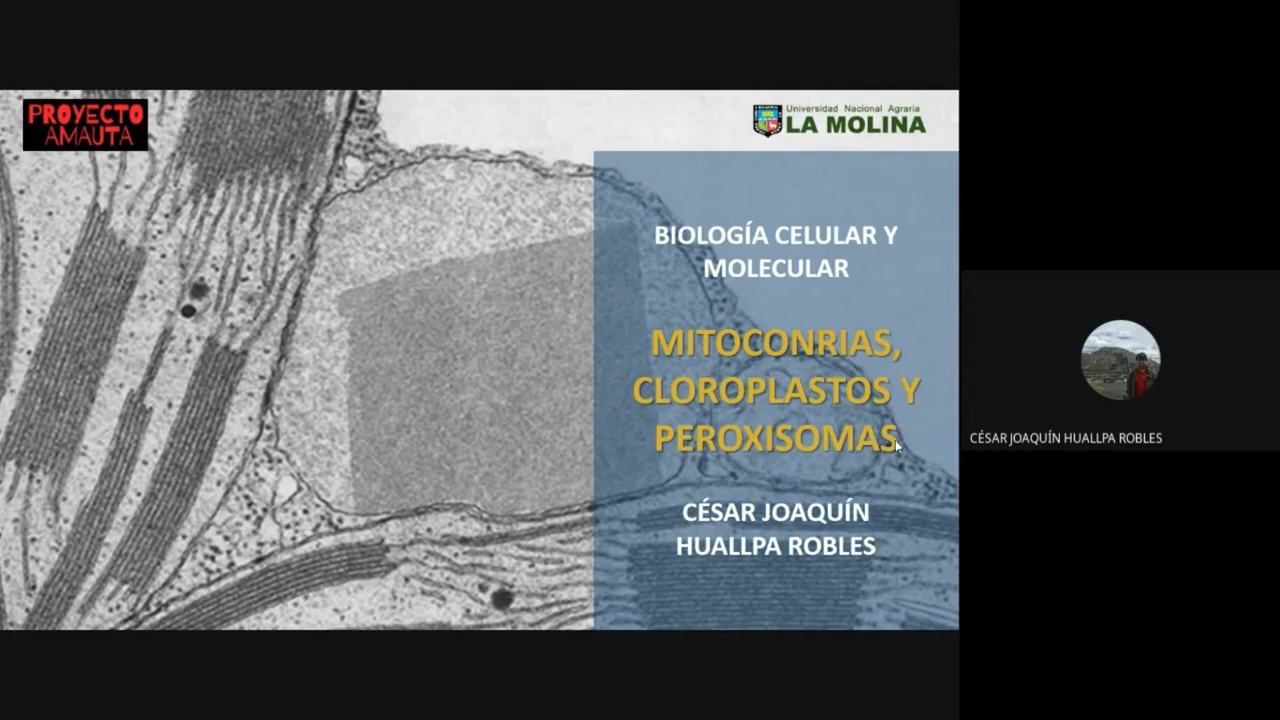 PROYECTO
AMAUTA
Universidad Nacional Agraria
LA MOLINA
BIOLOGÍA CELULAR Y
MOLECULAR
MITOCONRIAS,
CLOROPLASTOS Y
PEROXISOMAS
CÉSAR JOAQUÍN
HUALLPA ROBLES
CÉSAR JOAQUÍN HUALLPA ROBLES